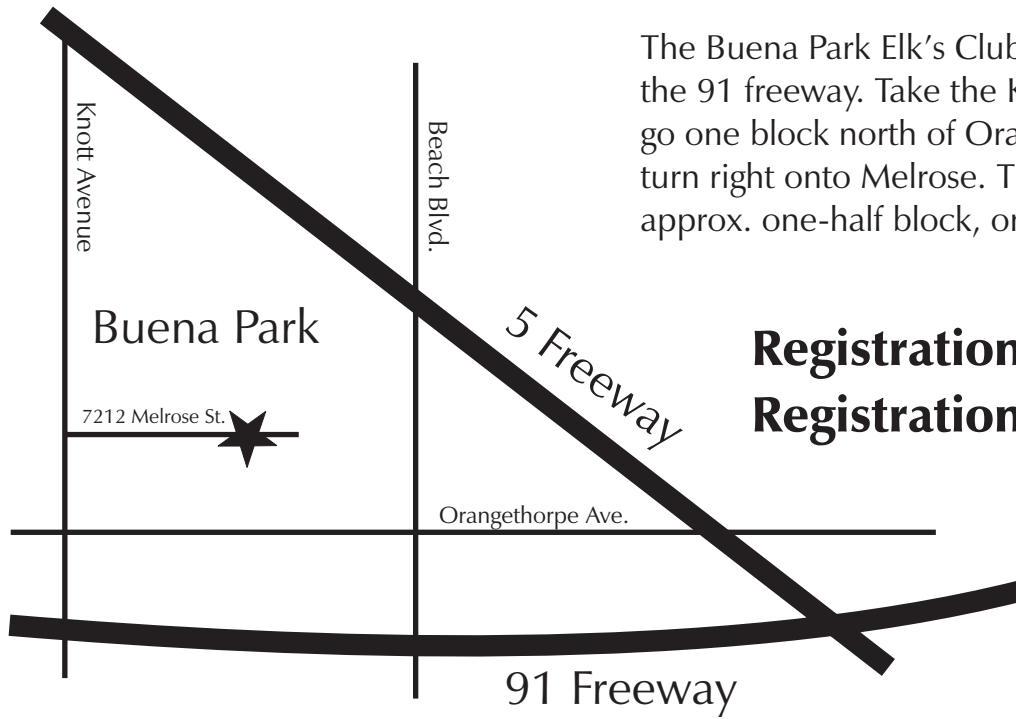 The Buena Park Elk’s Club
the 91 freeway. Take the
go one block north of
turn right onto Melrose.
approx. one-half block,
Knott Avenue
Beach Blvd.
Buena Park
5 Freeway
Registration
Registration
7212 Melrose St.
Orangethorpe Ave.
91 Freeway